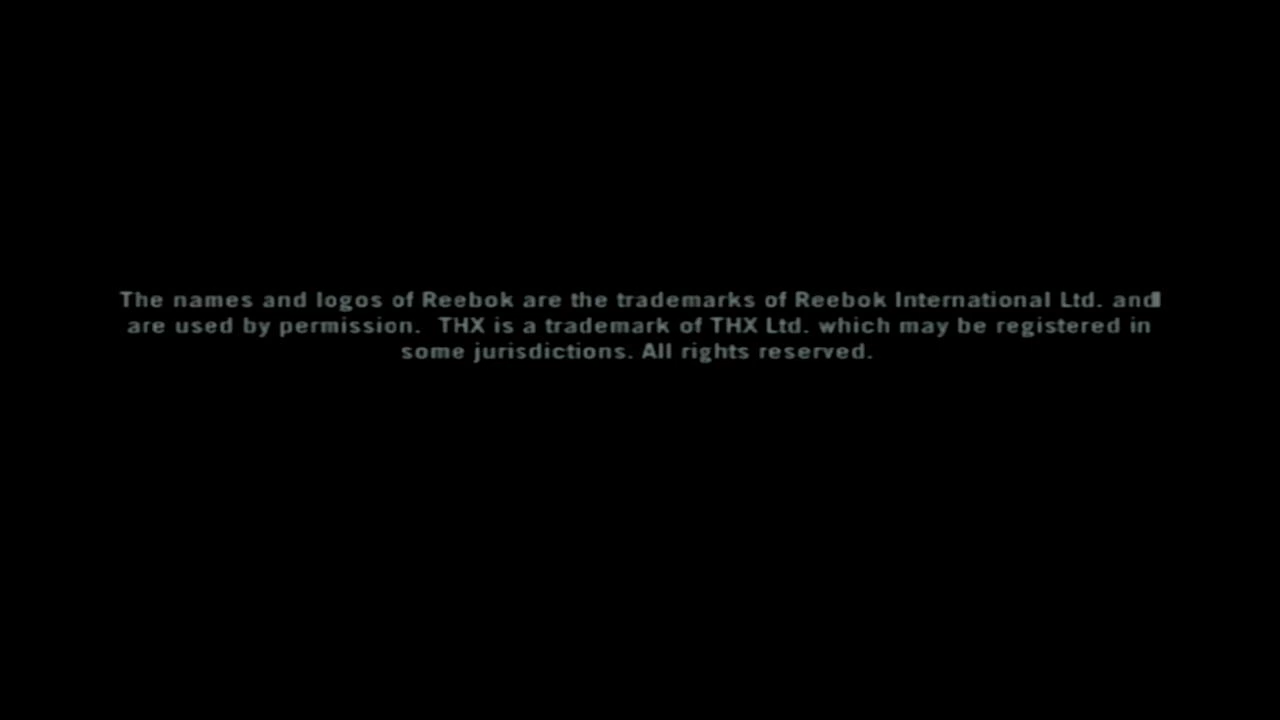 The names and logos of Reebok are the trademarks of Reebok International Ltd. and
are used by permission.  THX is a trademark of THX Ltd. which may be registered in
some jurisdictions. All rights reserved.